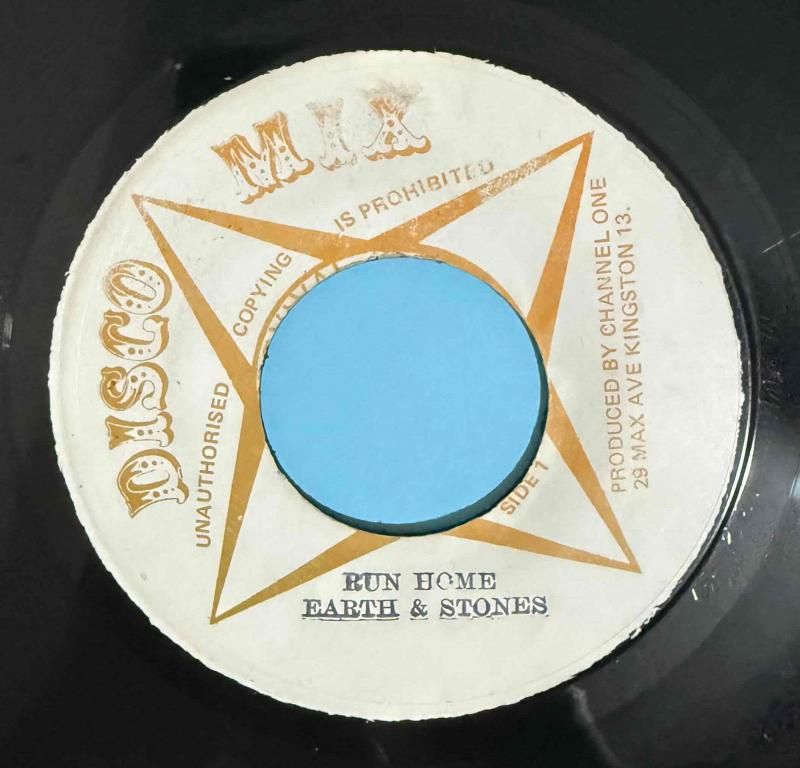 DISCO MIX
UNAUTHORISED COPYING IS PROHIBITED
PRODUCED BY CHANNEL ONE
29 MAX AVE KINGSTON 13.
SIDE 1
RUN HOME
EARTH & STONES